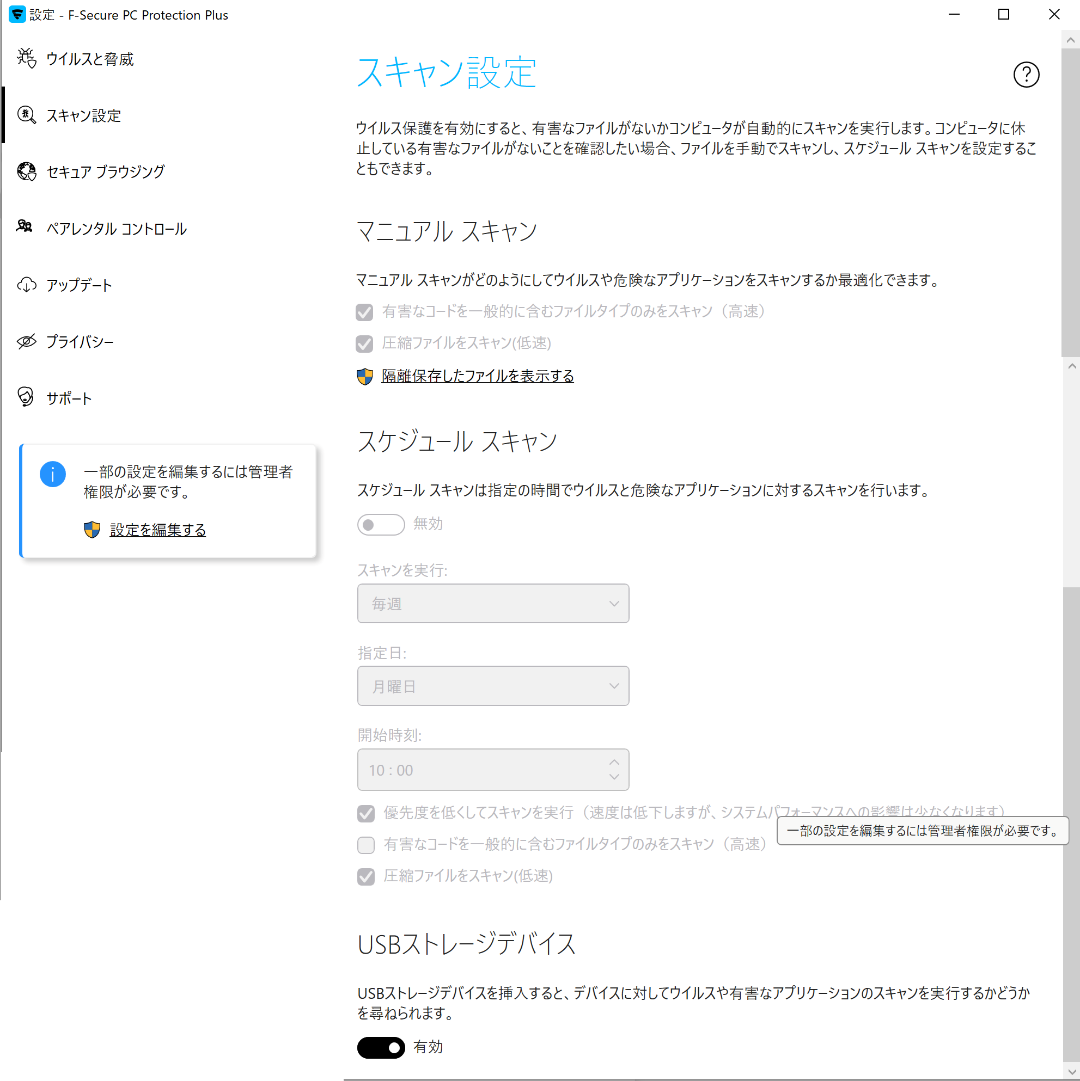 設定 - F-Secure PC Protection Plus
ウイルスと脅威
スキャン設定
セキュア ブラウジング
ペアレンタル コントロール
アップデート
プライバシー
サポート
一部の設定を編集するには管理者
権限が必要です。
設定を編集する
スキャン設定
ウイルス保護を有効にすると、有害なファイルがないかコンピュータが自動的にスキャンを実行します。コンピュータに休
止している有害なファイルがないことを確認したい場合、ファイルを手動でスキャンし、スケジュール スキャンを設定するこ
ともできます。
マニュアル スキャン
マニュアル スキャンがどのようにしてウイルスや危険なアプリケーションをスキャンするか最適化できます。
有害なコードを一般的に含むファイルタイプのみをスキャン（高速）
圧縮ファイルをスキャン(低速)
隔離保存したファイルを表示する
スケジュール スキャン
スケジュール スキャンは指定の時間でウイルスと危険なアプリケーションに対するスキャンを行います。
無効
スキャンを実行:
毎週
指定日:
月曜日
開始時刻:
10 : 00
優先度を低くしてスキャンを実行（速度は低下しますが、システムパフォーマンスへの影響は少なくなります）
一部の設定を編集するには管理者権限が必要です。
有害なコードを一般的に含むファイルタイプのみをスキャン（高速）
圧縮ファイルをスキャン(低速)
USBストレージデバイス
USBストレージデバイスを挿入すると、デバイスに対してウイルスや有害なアプリケーションのスキャンを実行するかどうか
を尋ねられます。
有効